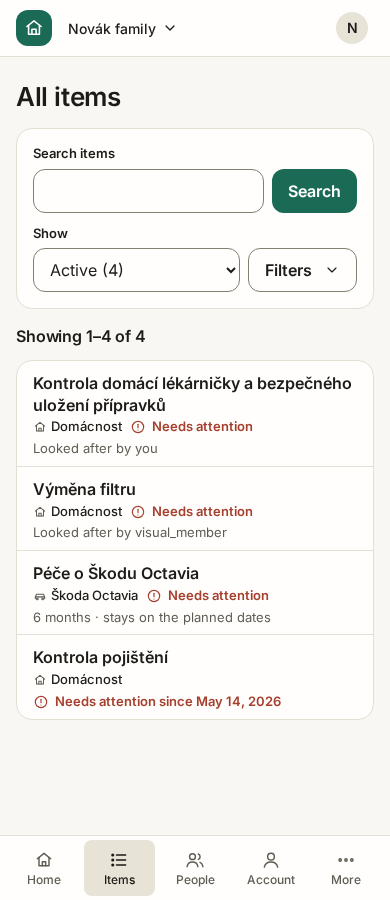 Novák family
N
All items
Search items
Search
Show
Active (4)
Filters
Showing 1–4 of 4
Kontrola domácí lékárničky a bezpečného
uložení přípravků
Domácnost Needs attention
Looked after by you
Výměna filtru
Domácnost Needs attention
Looked after by visual_member
Péče o Škodu Octavia
Škoda Octavia Needs attention
6 months · stays on the planned dates
Kontrola pojištění
Domácnost
Needs attention since May 14, 2026
Home Items People Account More